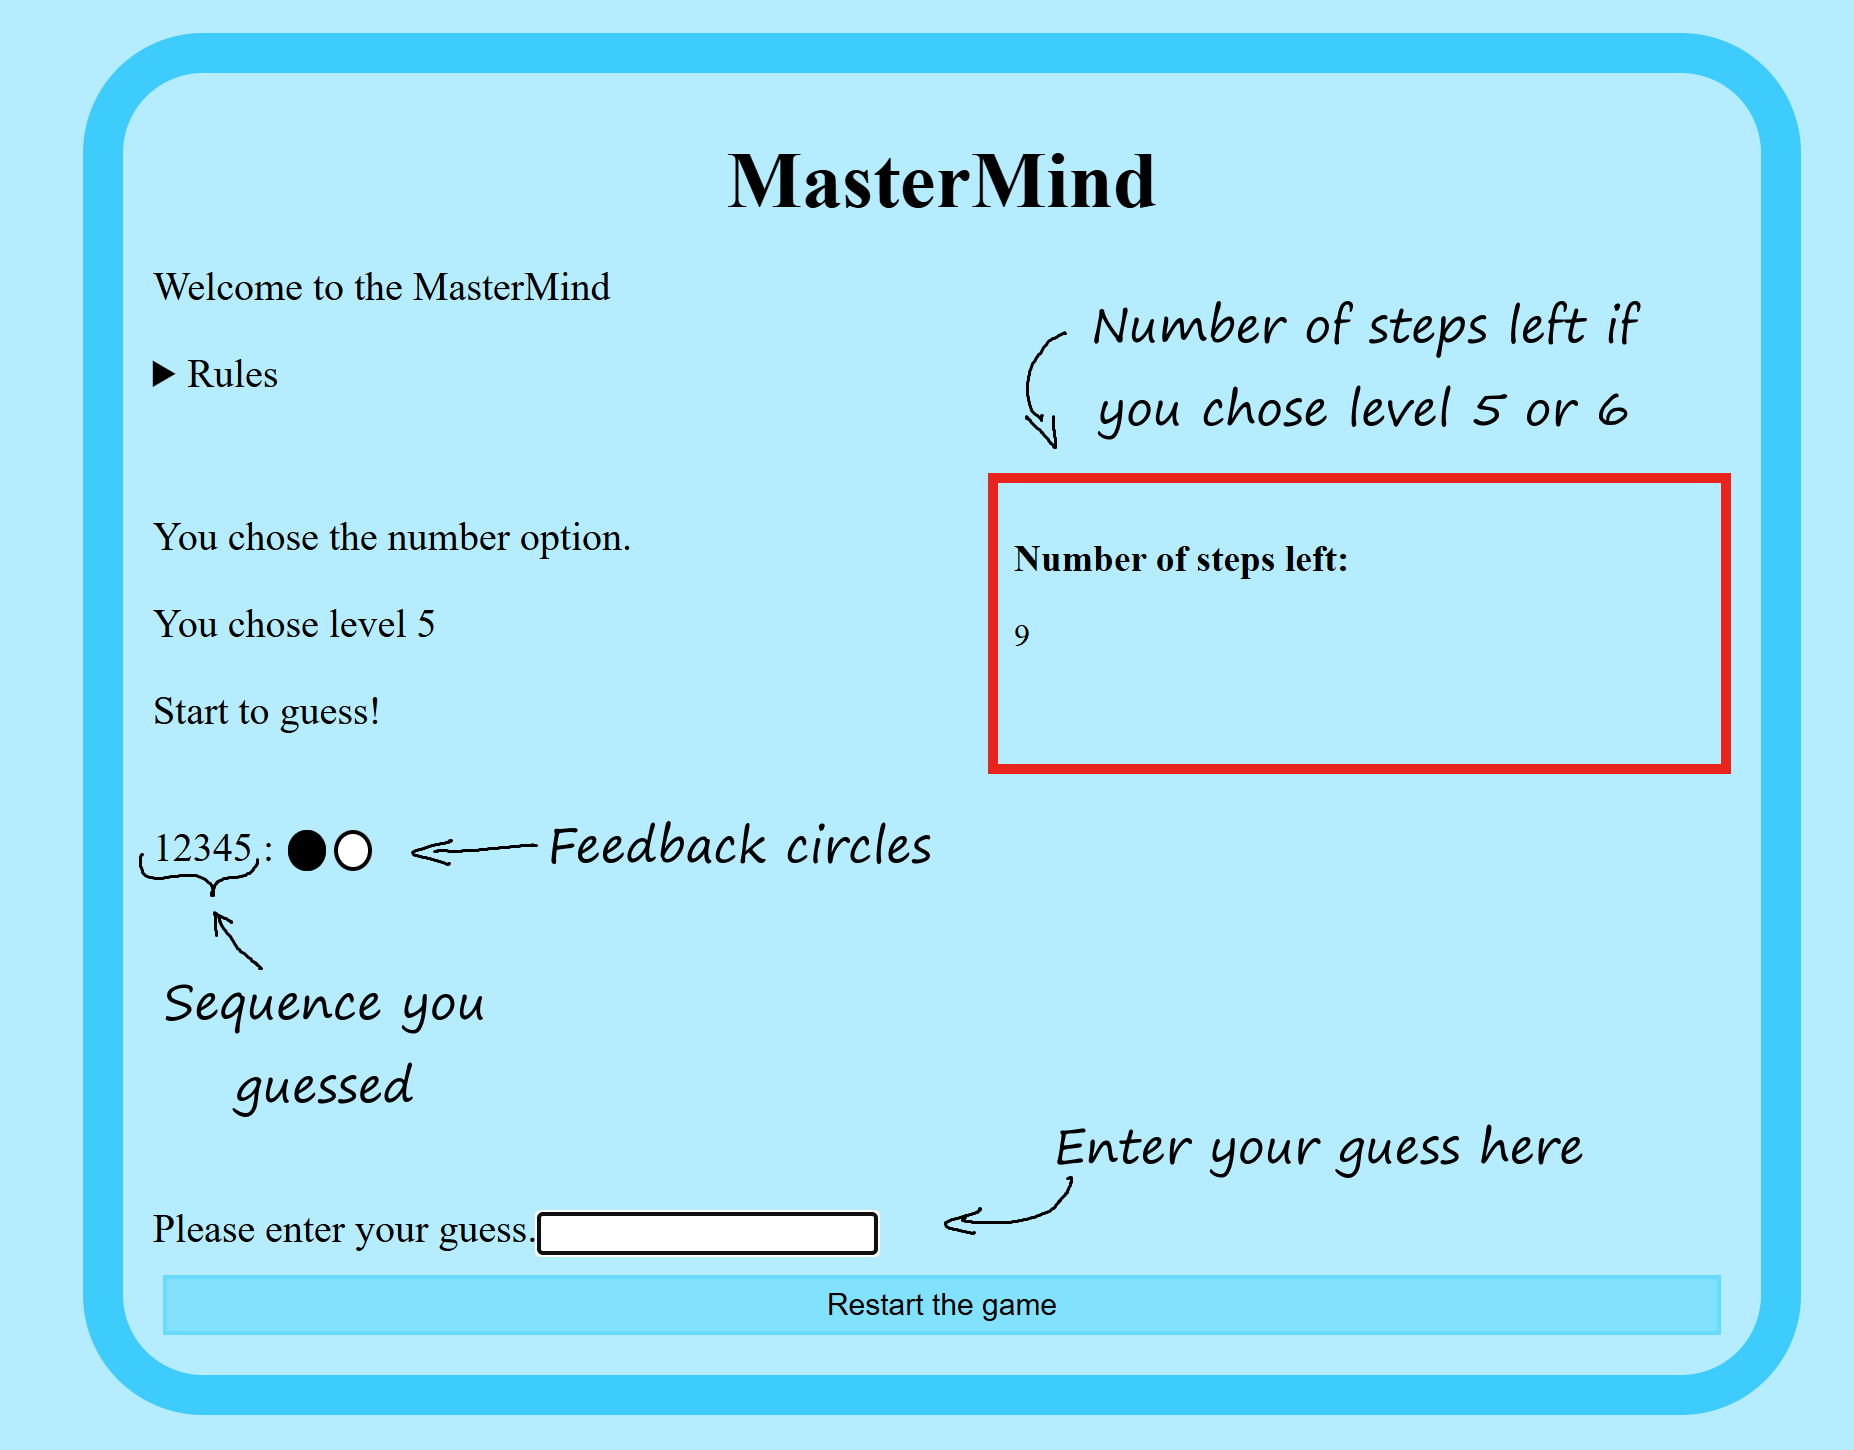 MasterMind
Welcome to the MasterMind
Number of steps left if
you chose level 5 or 6
Rules
You chose the number option.
Number of steps left:
9
You chose level 5
Start to guess!
12345 :
Feedback circles
Sequence you
guessed
Enter your guess here
Please enter your guess.
Restart the game